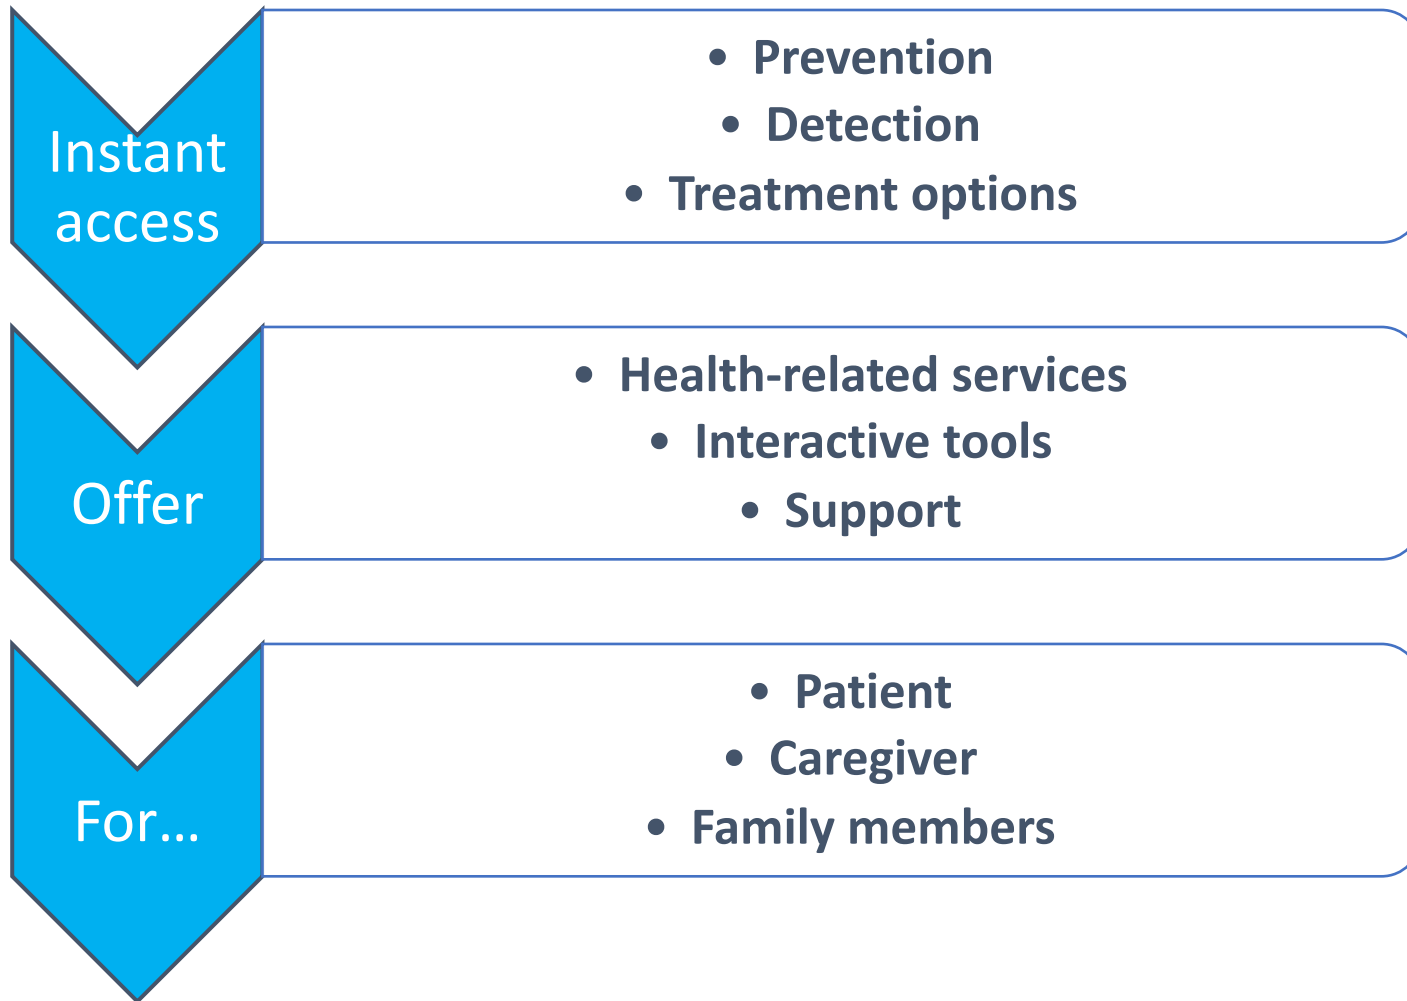 Instant
access
• Prevention
• Detection
• Treatment options
Offer
• Health-related services
• Interactive tools
• Support
For...
• Patient
• Caregiver
• Family members